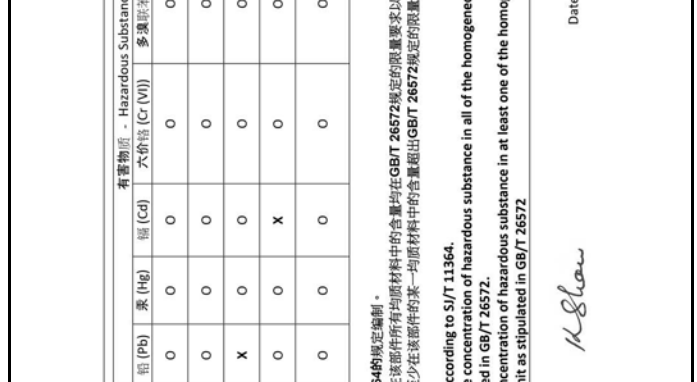 有害物质 - Hazardous Substanc
铅 (Pb) 汞 (Hg) 镉 (Cd) 六价铬 (Cr (VI)) 多溴联苯
O O O O O
O O O O O
X O O O O
O O X O O
O O O O O
64的规定编制。
该部件所有均质材料中的含量均在GB/T 26572规定的限量要求以
少在该部件的某一均质材料中的含量超出GB/T 26572规定的限量
ccording to SJ/T 11364.
e concentration of hazardous substance in all of the homogene
ed in GB/T 26572.
ncentration of hazardous substance in at least one of the homo
nit as stipulated in GB/T 26572
K Shaw
Date